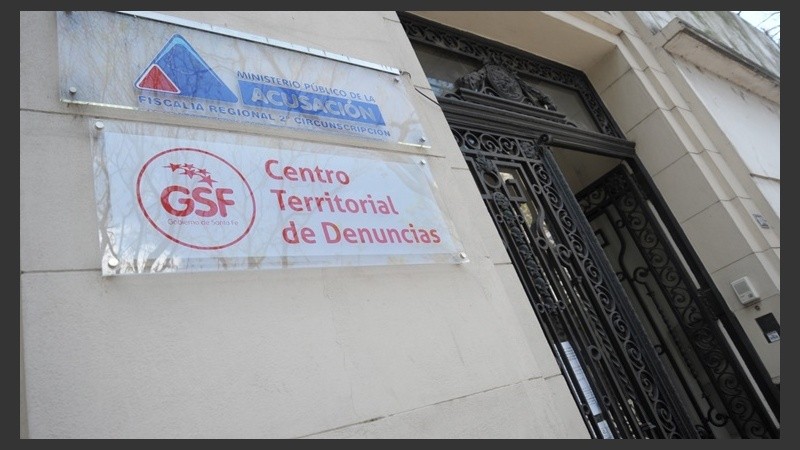 MINISTERIO PÚBLICO DE LA
ACUSACIÓN
FISCALÍA REGIONAL 2ª CIRCUNSCRIPCIÓN
GSF
Gobierno de Santa Fe
Centro
Territorial
de Denuncias